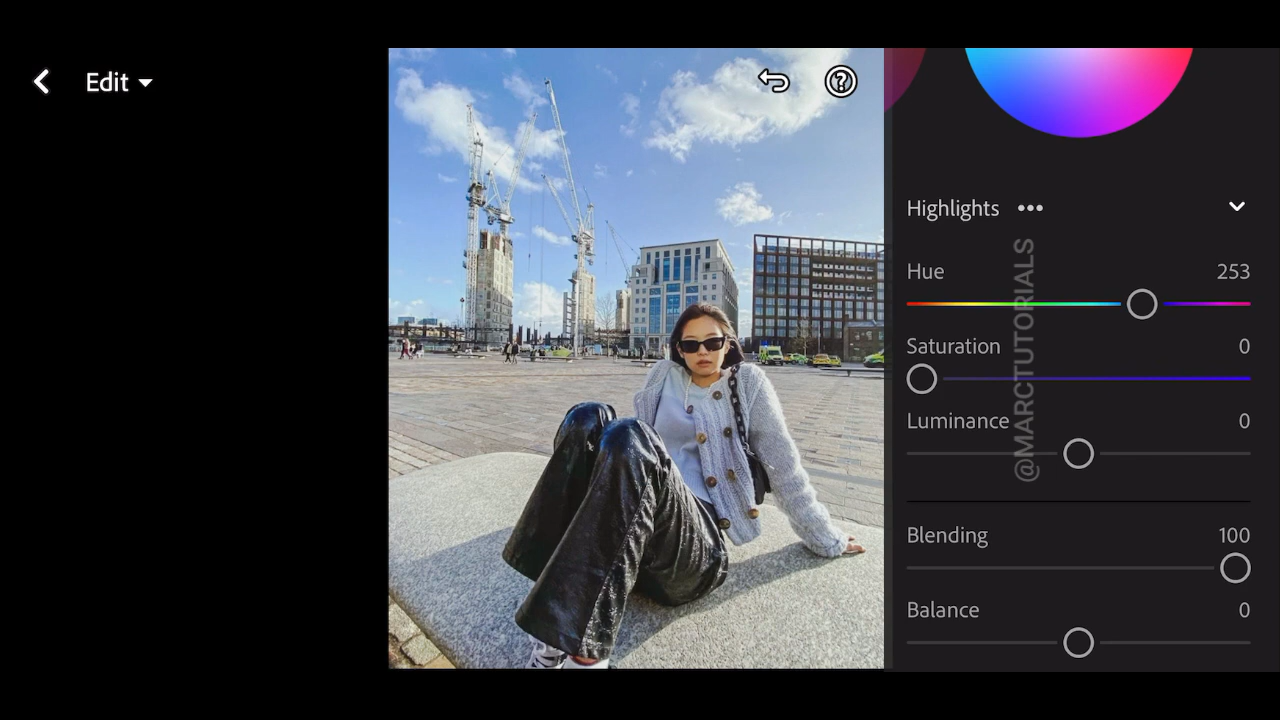 Edit
Highlights
Hue 253
Saturation 0
Luminance 0
@MARCTUTORIALS
Blending 100
Balance 0